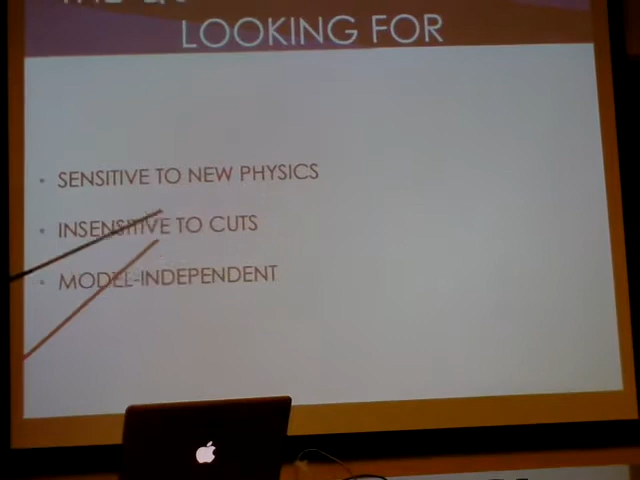 LOOKING FOR
• SENSITIVE TO NEW PHYSICS
• INSENSITIVE TO CUTS
• MODEL-INDEPENDENT